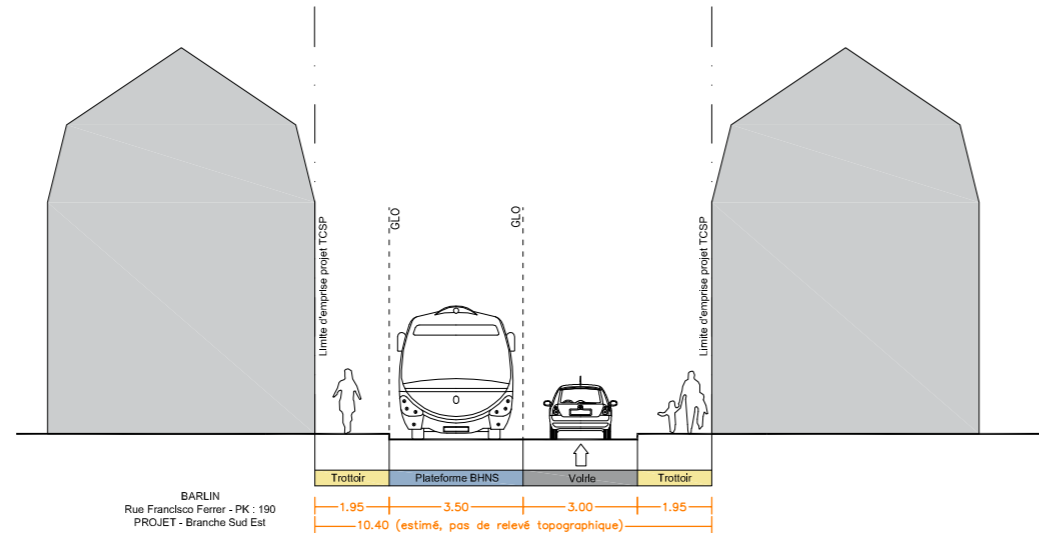 Limite d'emprise projet TCSP
GLO
GLO
Limite d'emprise projet TCSP
Trottoir
Plateforme BHNS
Voirie
Trottoir
BARLIN
Rue Francisco Ferrer - PK : 190
PROJET - Branche Sud Est
1.95
3.50
3.00
1.95
10.40 (estimé, pas de relevé topographique)